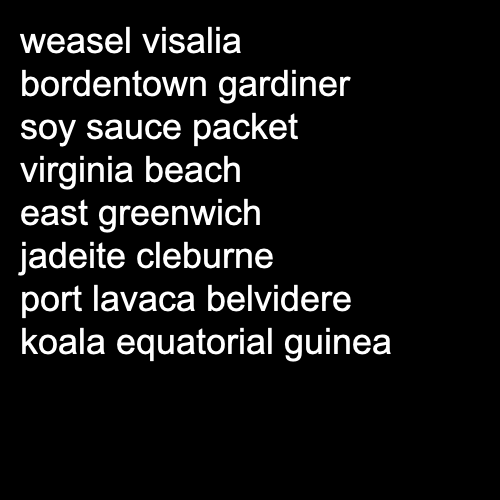 weasel visalia
bordentown gardiner
soy sauce packet
virginia beach
east greenwich
jadeite cleburne
port lavaca belvidere
koala equatorial guinea